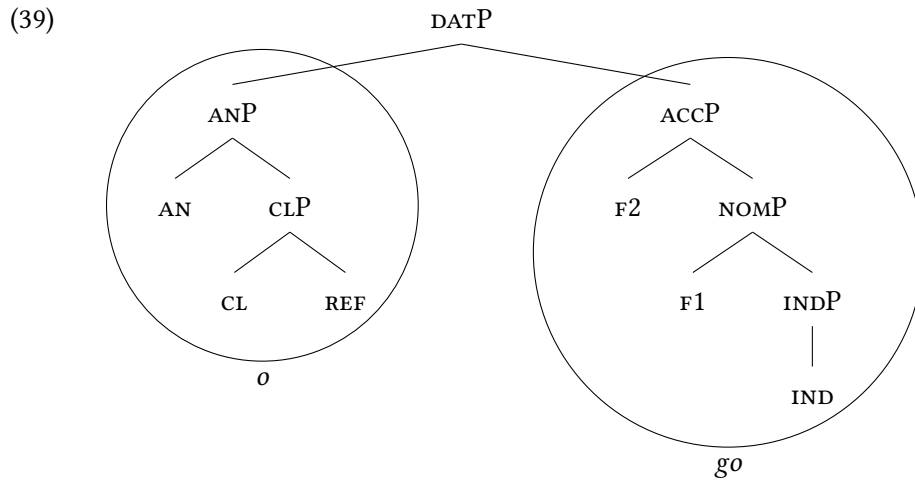 (39) DATP
ANP ACCP
AN CLP F2 NOMP
CL REF F1 INDP
o IND
go